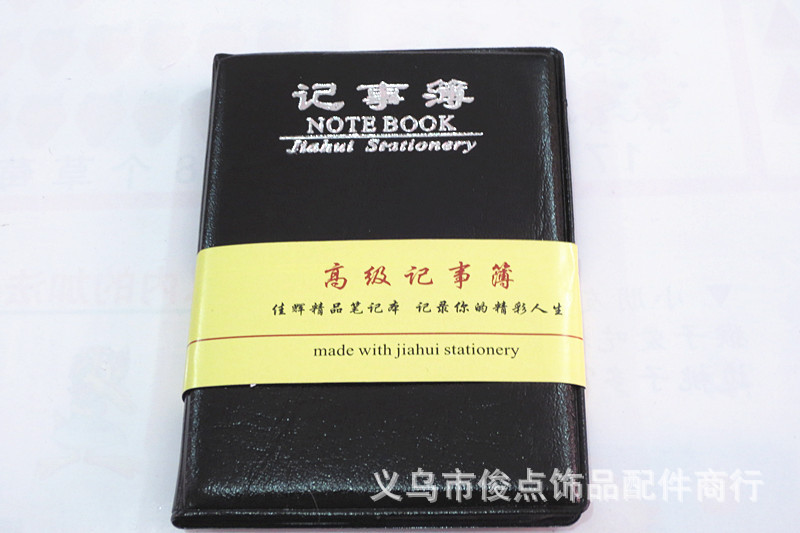 记事簿
NOTE BOOK
Jiahui Stationery
高级记事簿
佳辉精品笔记本 记录你的精彩人生
made with jiahui stationery
义乌市俊点饰品配件商行